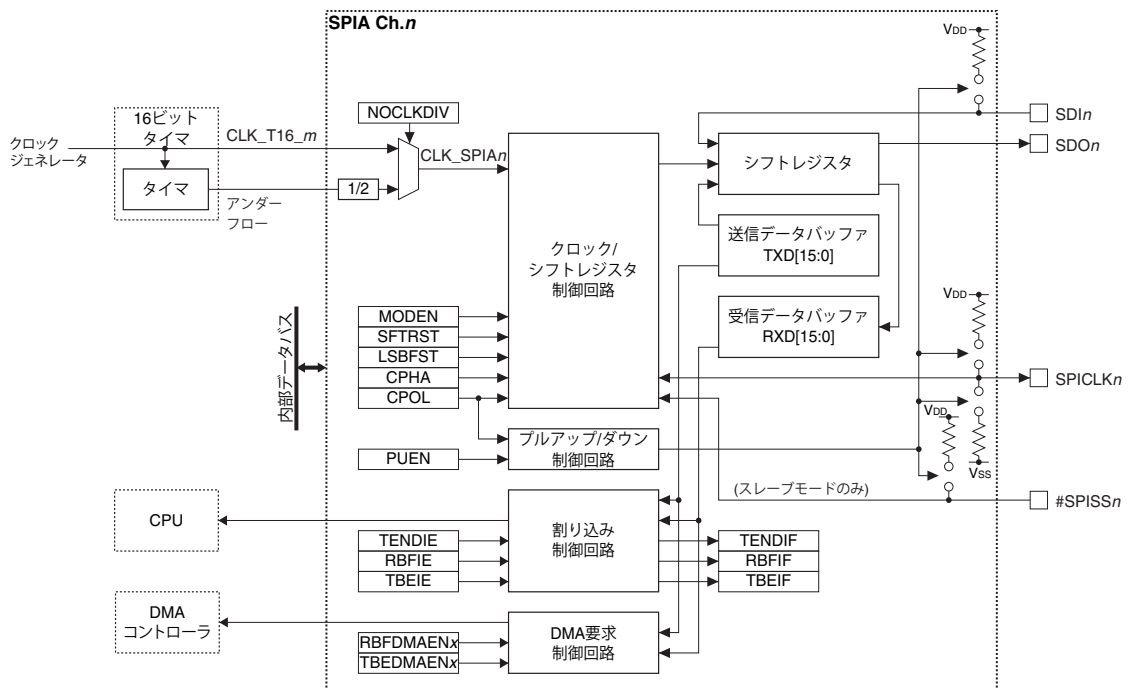 SPIA Ch.n
VDD
16ビット
タイマ
NOCLKDIV
SDIn
クロック
ジェネレータ
CLK_T16_m
CLK_SPIAn
シフトレジスタ
SDOn
タイマ
1/2
アンダー
フロー
送信データバッファ
TXD[15:0]
クロック/
シフトレジスタ
制御回路
受信データバッファ
RXD[15:0]
VDD
内部データバス
MODEN
SFTRST
LSBFST
CPHA
CPOL
SPICLKn
VDD
プルアップ/ダウン
制御回路
PUEN
VSS
(スレーブモードのみ)
#SPISSn
CPU
割り込み
制御回路
TENDIE
RBFIE
TBEIE
TENDIF
RBFIF
TBEIF
DMA
コントローラ
DMA要求
制御回路
RBFDMAENx
TBEDMAENx